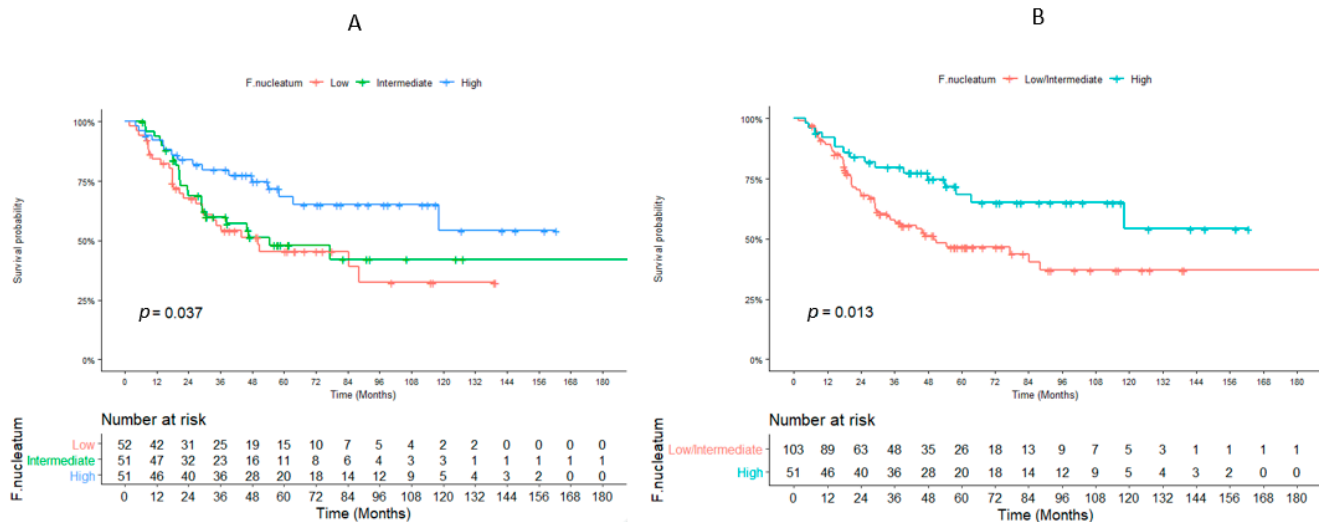 A
F.nucleatum Low Intermediate High
Survival probability
100%
75%
50%
25%
0%
p = 0.037
0 12 24 36 48 60 72 84 96 108 120 132 144 156 168 180
Time (Months)
Number at risk
F.nucleatum
Low 52 42 31 25 19 15 10 7 5 4 2 2 0 0 0 0
Intermediate 51 47 32 23 16 11 8 6 4 3 3 1 1 1 1 1
High 51 46 40 36 28 20 18 14 12 9 5 4 3 2 0 0
0 12 24 36 48 60 72 84 96 108 120 132 144 156 168 180
Time (Months)
B
F.nucleatum Low/Intermediate High
Survival probability
100%
75%
50%
25%
0%
p = 0.013
0 12 24 36 48 60 72 84 96 108 120 132 144 156 168 180
Time (Months)
Number at risk
F.nucleatum
Low/Intermediate 103 89 63 48 35 26 18 13 9 7 5 3 1 1 1 1
High 51 46 40 36 28 20 18 14 12 9 5 4 3 2 0 0
0 12 24 36 48 60 72 84 96 108 120 132 144 156 168 180
Time (Months)